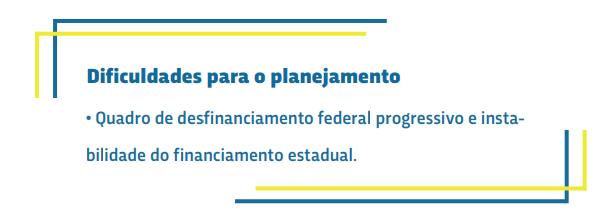 Dificuldades para o planejamento
• Quadro de desfinanciamento federal progressivo e insta-
bilidade do financiamento estadual.